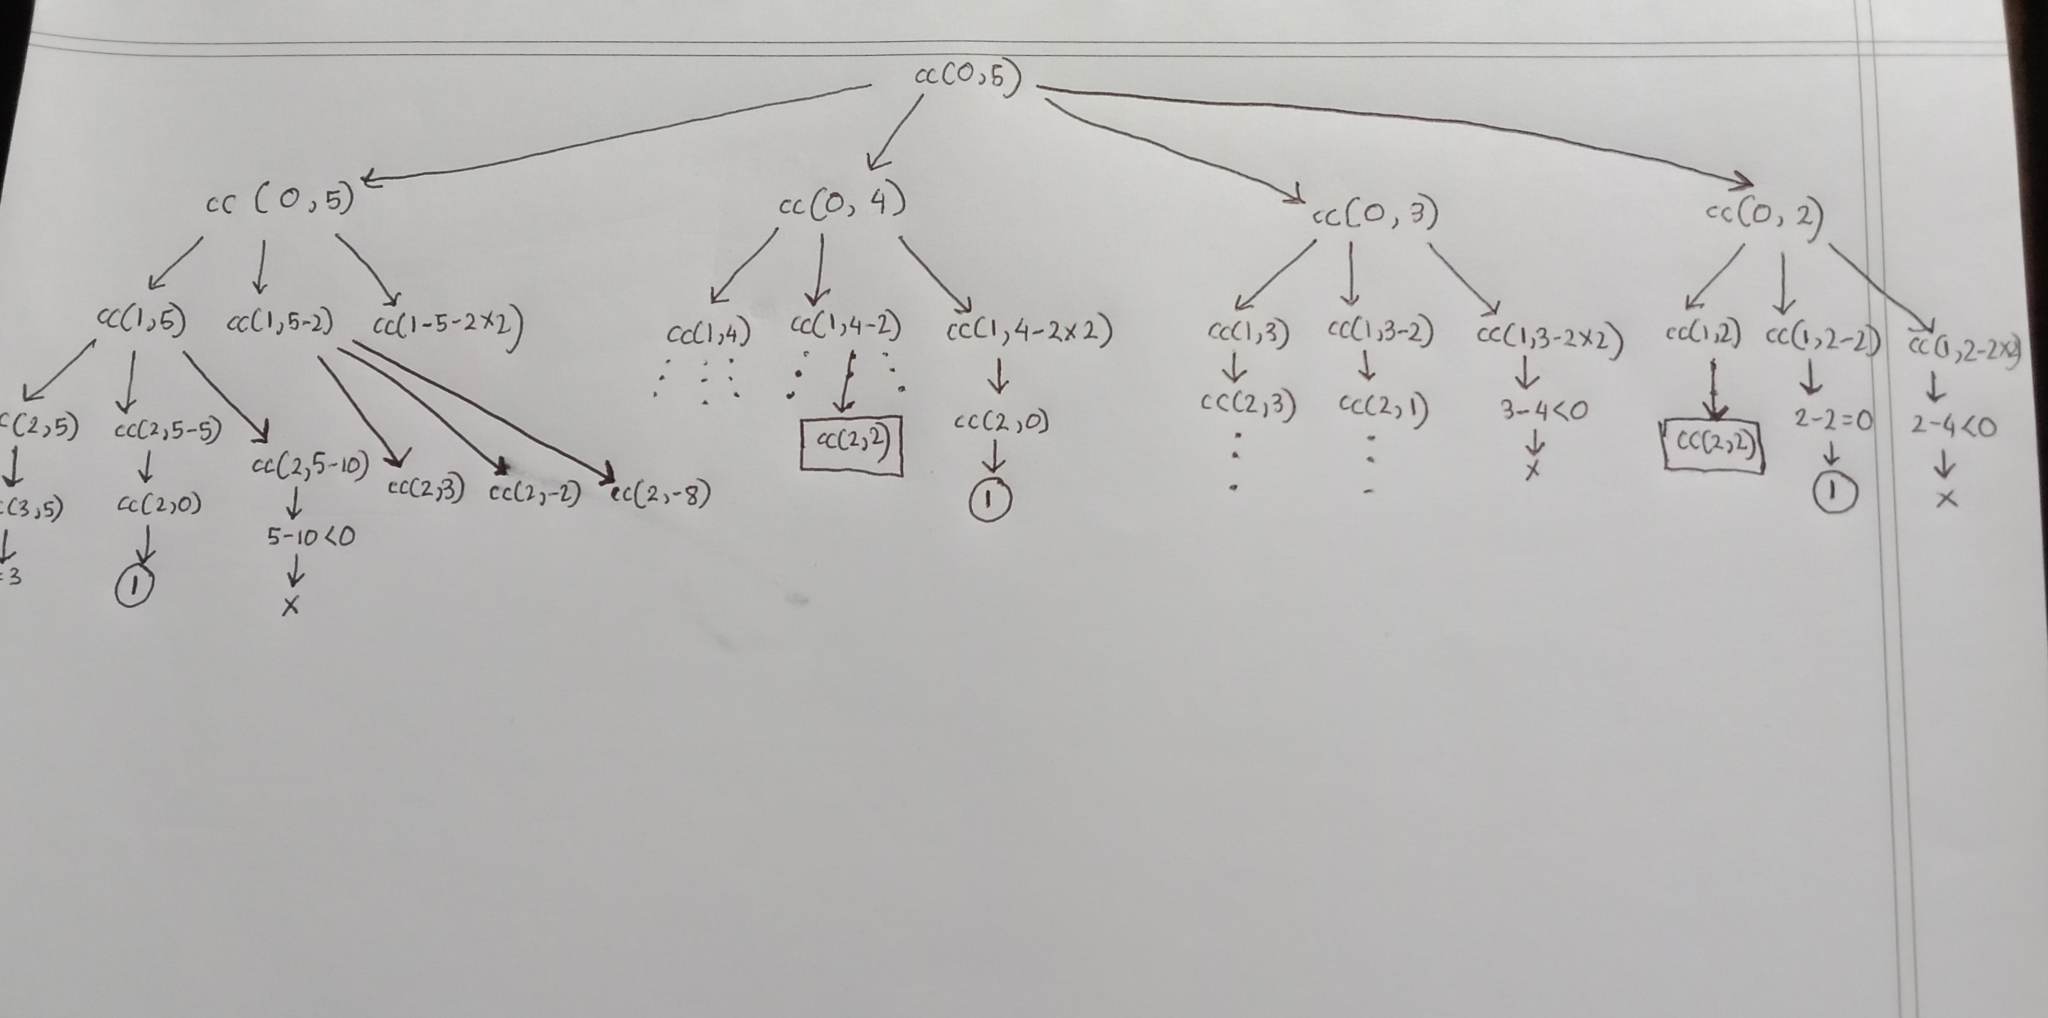 cc(0,5)
cc(0,5) cc(0,4) cc(0,3) cc(0,2)
cc(1,5) cc(1,5-2) cc(1-5-2×2) cc(1,4) cc(1,4-2) cc(1,4-2×2) cc(1,3) cc(1,3-2) cc(1,3-2×2) cc(1,2) cc(1,2-2) cc(1,2-2×2)
c(2,5) cc(2,5-5) cc(2,5-10) cc(2,3) cc(2,-2) cc(2,-8) cc(2,2) cc(2,0) cc(2,3) cc(2,1) 3-4<0 cc(2,2) 2-2=0 2-4<0
c(3,5) cc(2,0) 5-10<0 1 x 1 x
=3 1 x